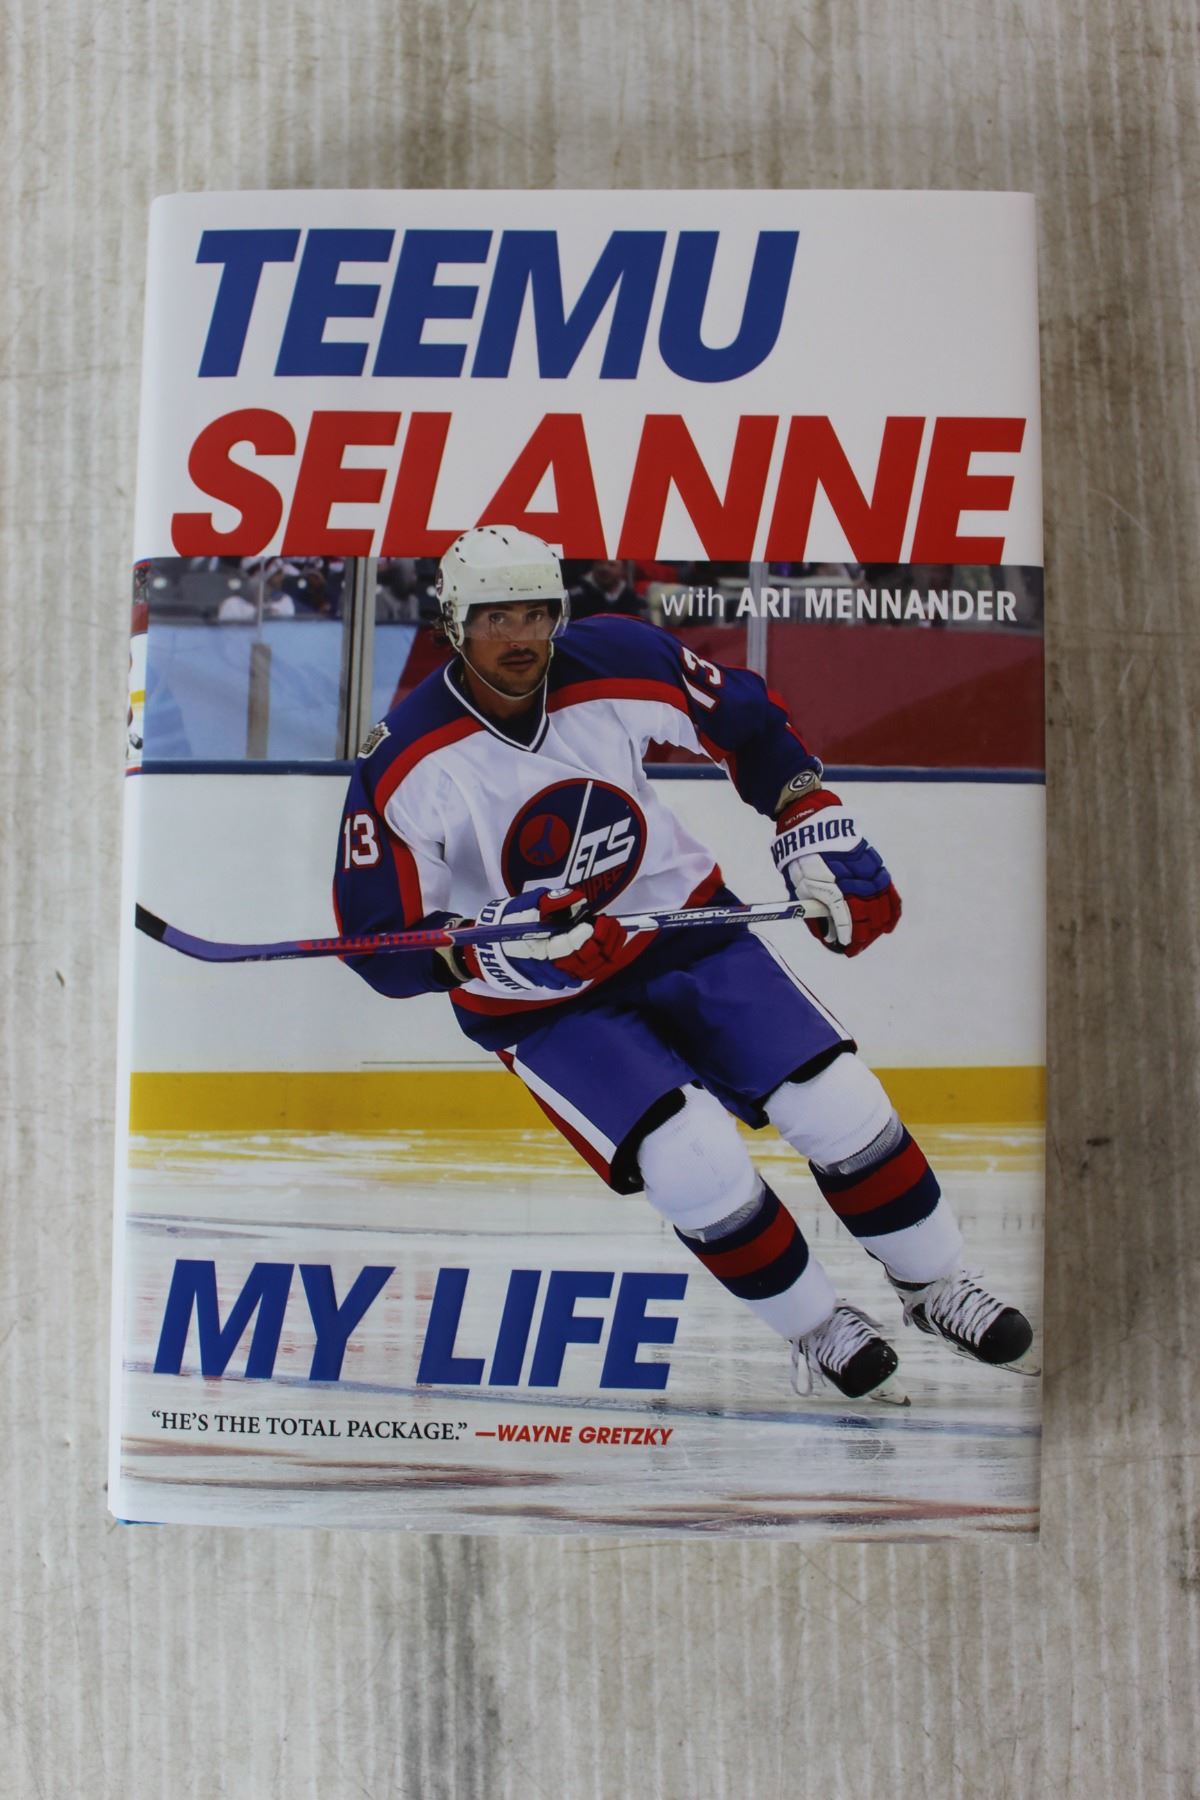 TEEMU
SELANNE
with ARI MENNANDER
13
13
JETS
WARRIOR
MY LIFE
“HE’S THE TOTAL PACKAGE.” —WAYNE GRETZKY